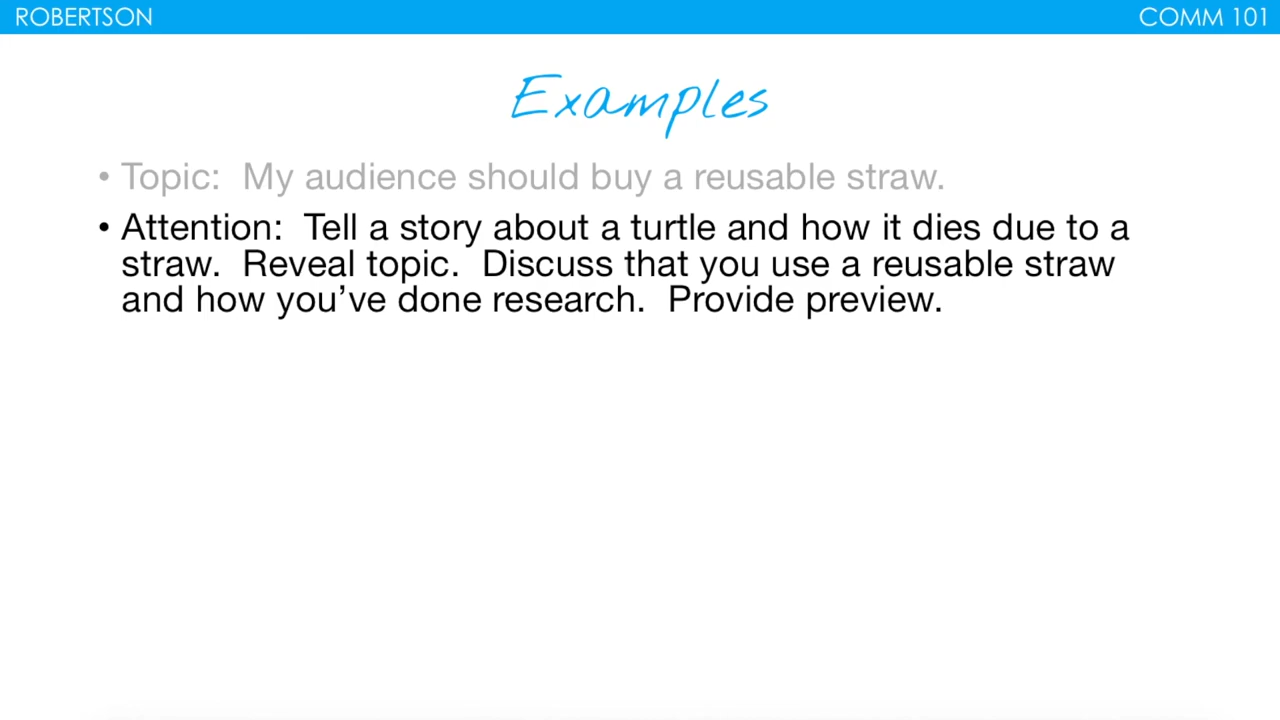 ROBERTSON
COMM 101
Examples
• Topic:  My audience should buy a reusable straw.
• Attention:  Tell a story about a turtle and how it dies due to a
straw.  Reveal topic.  Discuss that you use a reusable straw
and how you’ve done research.  Provide preview.